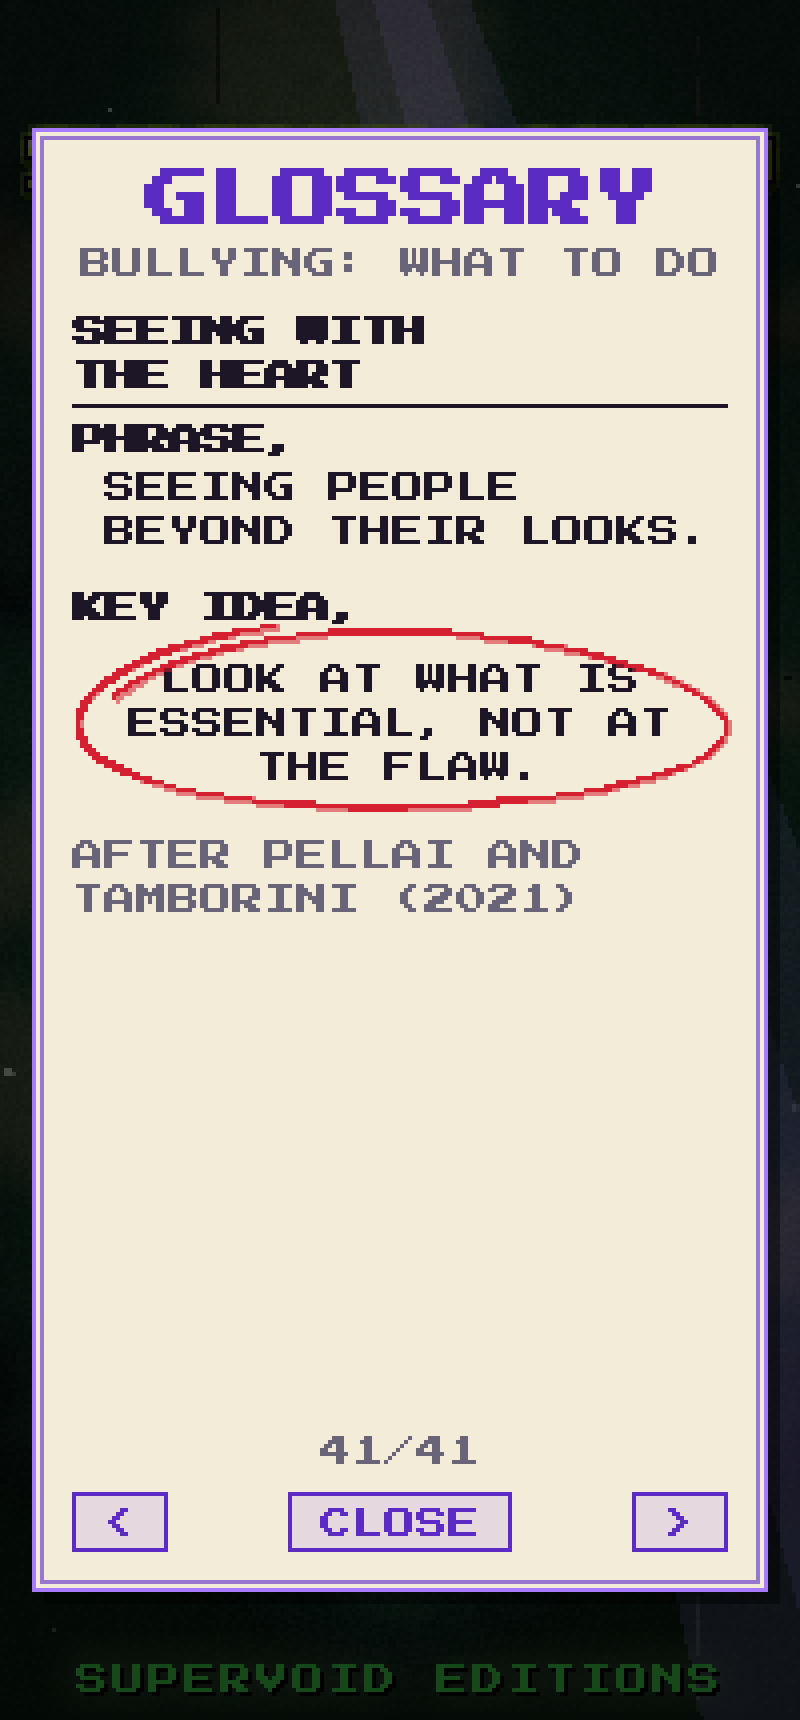 GLOSSARY
BULLYING: WHAT TO DO
SEEING WITH
THE HEART
PHRASE,
SEEING PEOPLE
BEYOND THEIR LOOKS.
KEY IDEA,
LOOK AT WHAT IS
ESSENTIAL, NOT AT
THE FLAW.
AFTER PELLAI AND
TAMBORINI (2021)
41/41
<
CLOSE
>
SUPERVOID EDITIONS